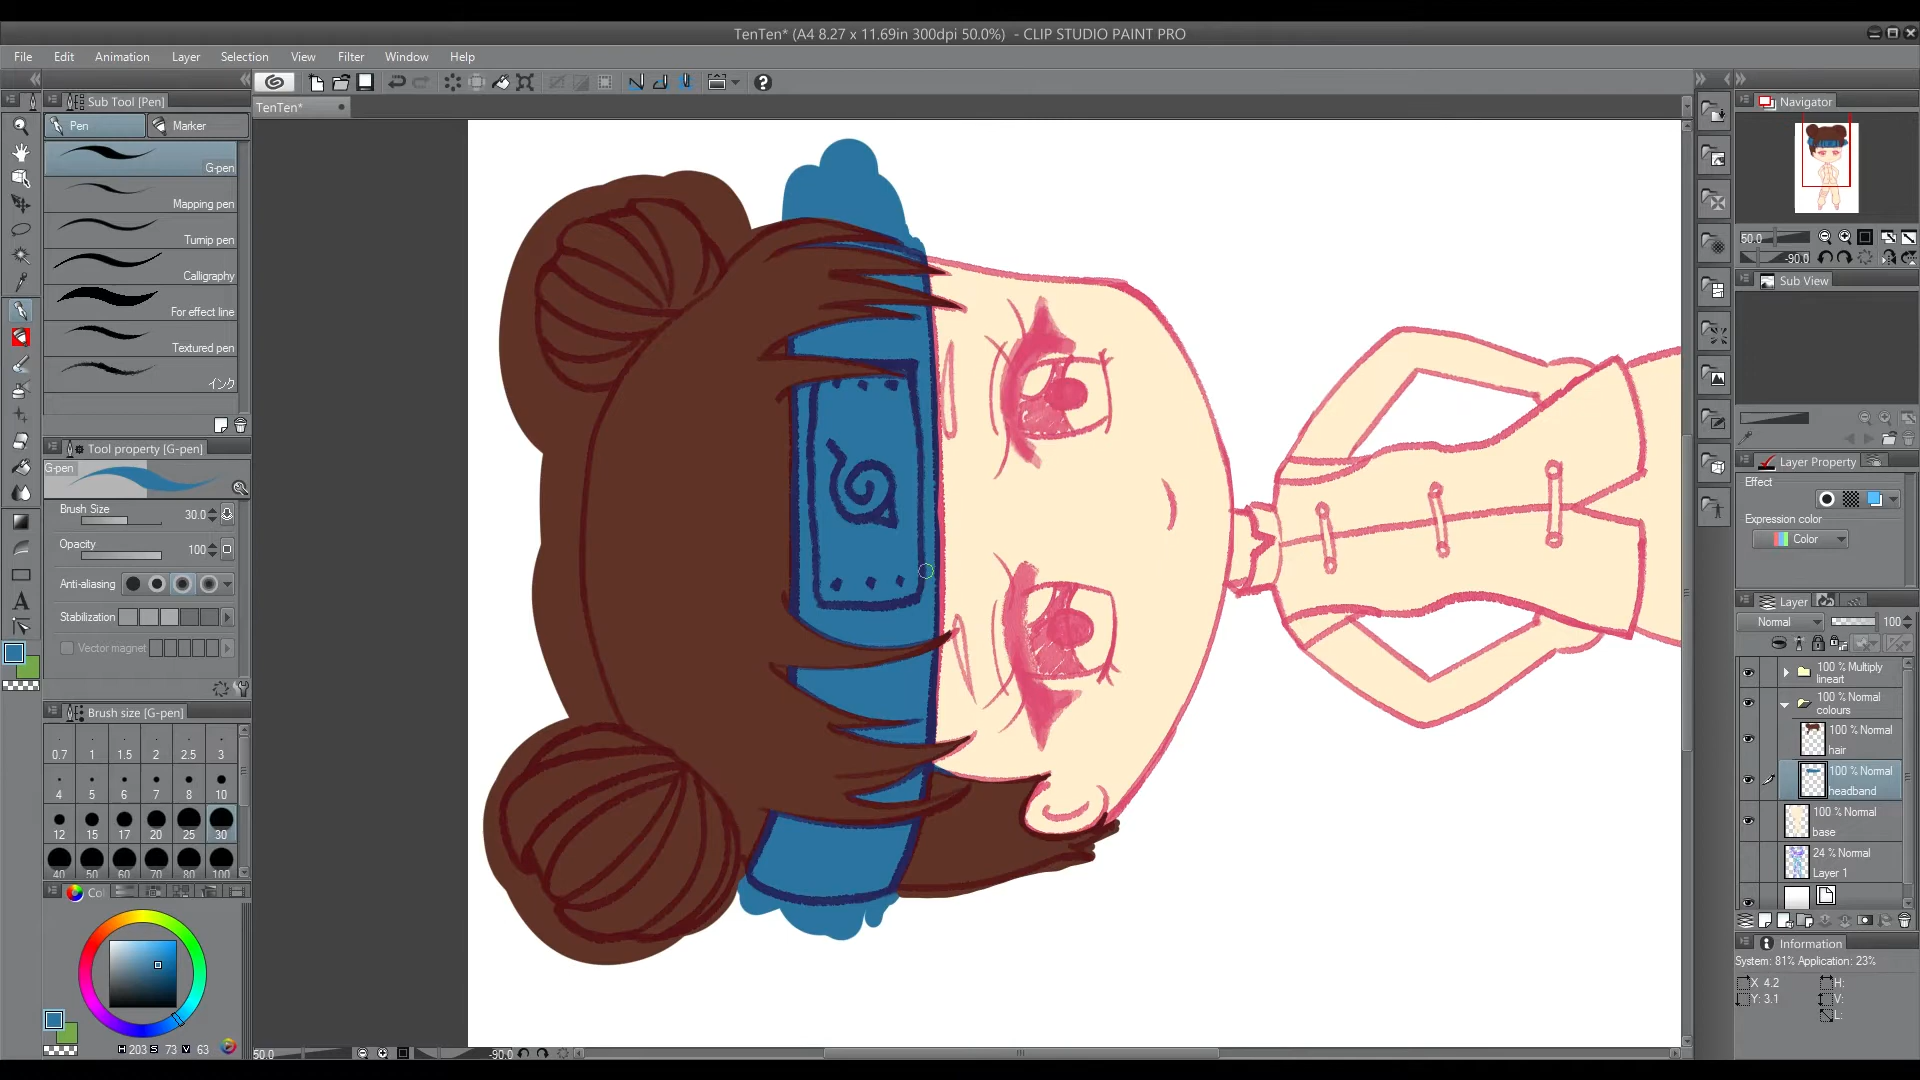 TenTen* (A4 8.27 x 11.69in 300dpi 50.0%) - CLIP STUDIO PAINT PRO
File Edit Animation Layer Selection View Filter Window Help
Sub Tool [Pen]
TenTen*
Navigator
Pen Marker
G-pen
Mapping pen
Turnip pen
Calligraphy
For effect line
Textured pen
インク
50.0
-90.0
Sub View
Tool property [G-pen]
G-pen
Brush Size 30.0
Opacity 100
Anti-aliasing
Stabilization
Vector magnet
Layer Property
Effect
Expression color
Color
Layer
Normal 100
100 % Multiply
lineart
100 % Normal
colours
100 % Normal
hair
100 % Normal
headband
100 % Normal
base
24 % Normal
Layer 1
Brush size [G-pen]
0.7 1 1.5 2 2.5 3
4 5 6 7 8 10
12 15 17 20 25 30
40 50 60 70 80 100
Co
H 203 S 73 V 63
50.0 -90.0
Information
System: 81% Application: 23%
X 4.2 H:
Y: 3.1 V:
L:
A